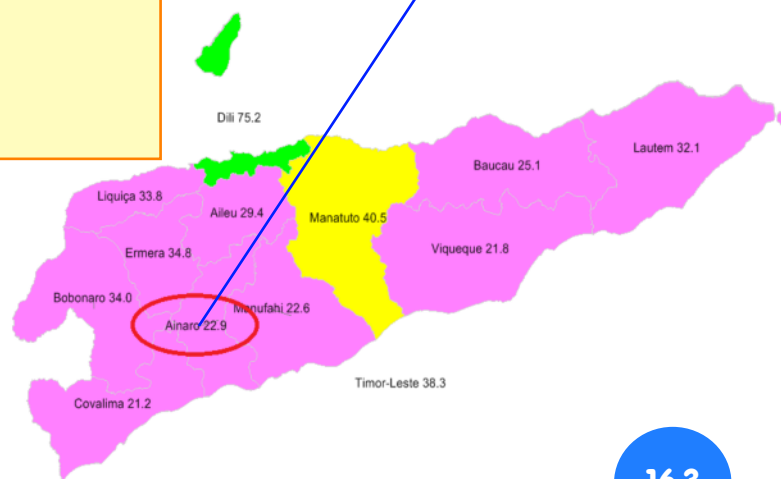 Dili 75.2
Lautem 32.1
Baucau 25.1
Liquiça 33.8
Aileu 29.4
Manatuto 40.5
Viqueque 21.8
Ermera 34.8
Bobonaro 34.0
Manufahi 22.6
Ainaro 22.9
Timor-Leste 38.3
Covalima 21.2